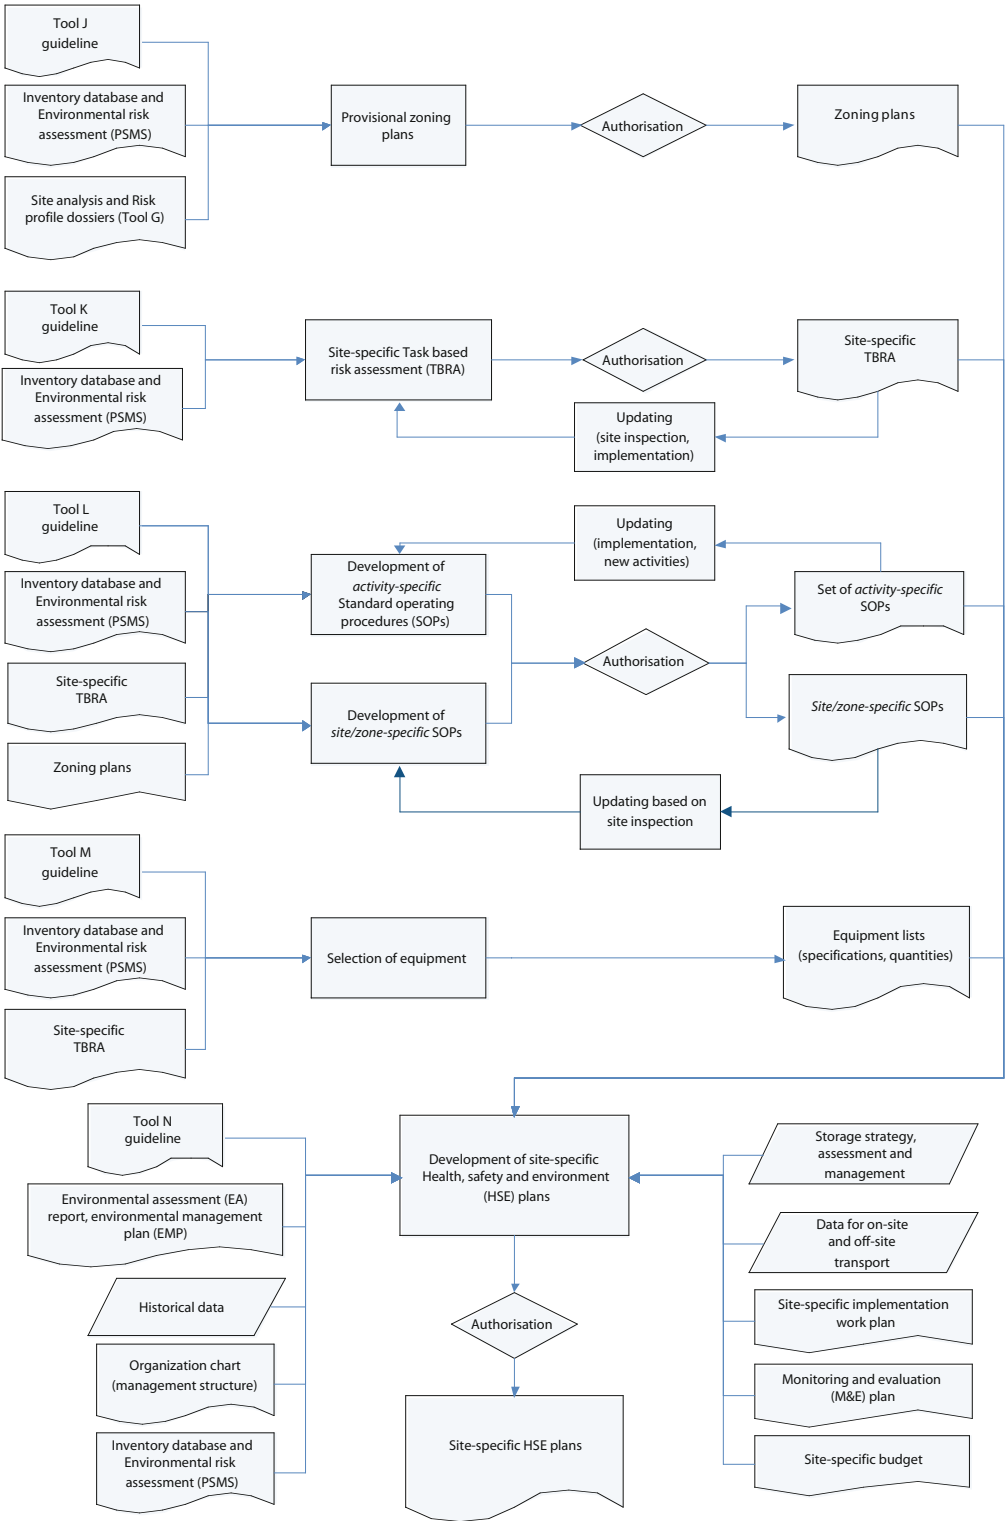 Tool J
guideline
Inventory database and
Environmental risk
assessment (PSMS)
Site analysis and Risk
profile dossiers (Tool G)
Provisional zoning
plans
Authorisation
Zoning plans
Tool K
guideline
Inventory database and
Environmental risk
assessment (PSMS)
Site-specific Task based
risk assessment (TBRA)
Authorisation
Site-specific
TBRA
Updating
(site inspection,
implementation)
Tool L
guideline
Inventory database and
Environmental risk
assessment (PSMS)
Site-specific
TBRA
Zoning plans
Development of
activity-specific
Standard operating
procedures (SOPs)
Development of
site/zone-specific SOPs
Updating
(implementation,
new activities)
Authorisation
Set of activity-specific
SOPs
Site/zone-specific SOPs
Updating based on
site inspection
Tool M
guideline
Inventory database and
Environmental risk
assessment (PSMS)
Site-specific
TBRA
Selection of equipment
Equipment lists
(specifications, quantities)
Tool N
guideline
Environmental assessment (EA)
report, environmental management
plan (EMP)
Historical data
Organization chart
(management structure)
Inventory database and
Environmental risk
assessment (PSMS)
Development of site-specific
Health, safety and environment
(HSE) plans
Authorisation
Site-specific HSE plans
Storage strategy,
assessment and
management
Data for on-site
and off-site
transport
Site-specific implementation
work plan
Monitoring and evaluation
(M&E) plan
Site-specific budget